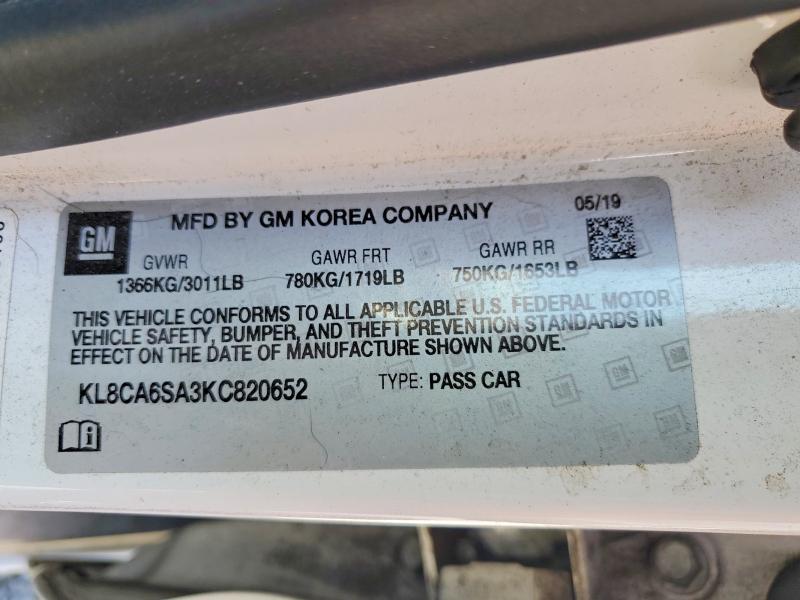 GM
MFD BY GM KOREA COMPANY
05/19
GVWR
GAWR FRT
GAWR RR
1366KG/3011LB
780KG/1719LB
750KG/1653LB
THIS VEHICLE CONFORMS TO ALL APPLICABLE U.S. FEDERAL MOTOR
VEHICLE SAFETY, BUMPER, AND THEFT PREVENTION STANDARDS IN
EFFECT ON THE DATE OF MANUFACTURE SHOWN ABOVE.
KL8CA6SA3KC820652
TYPE: PASS CAR